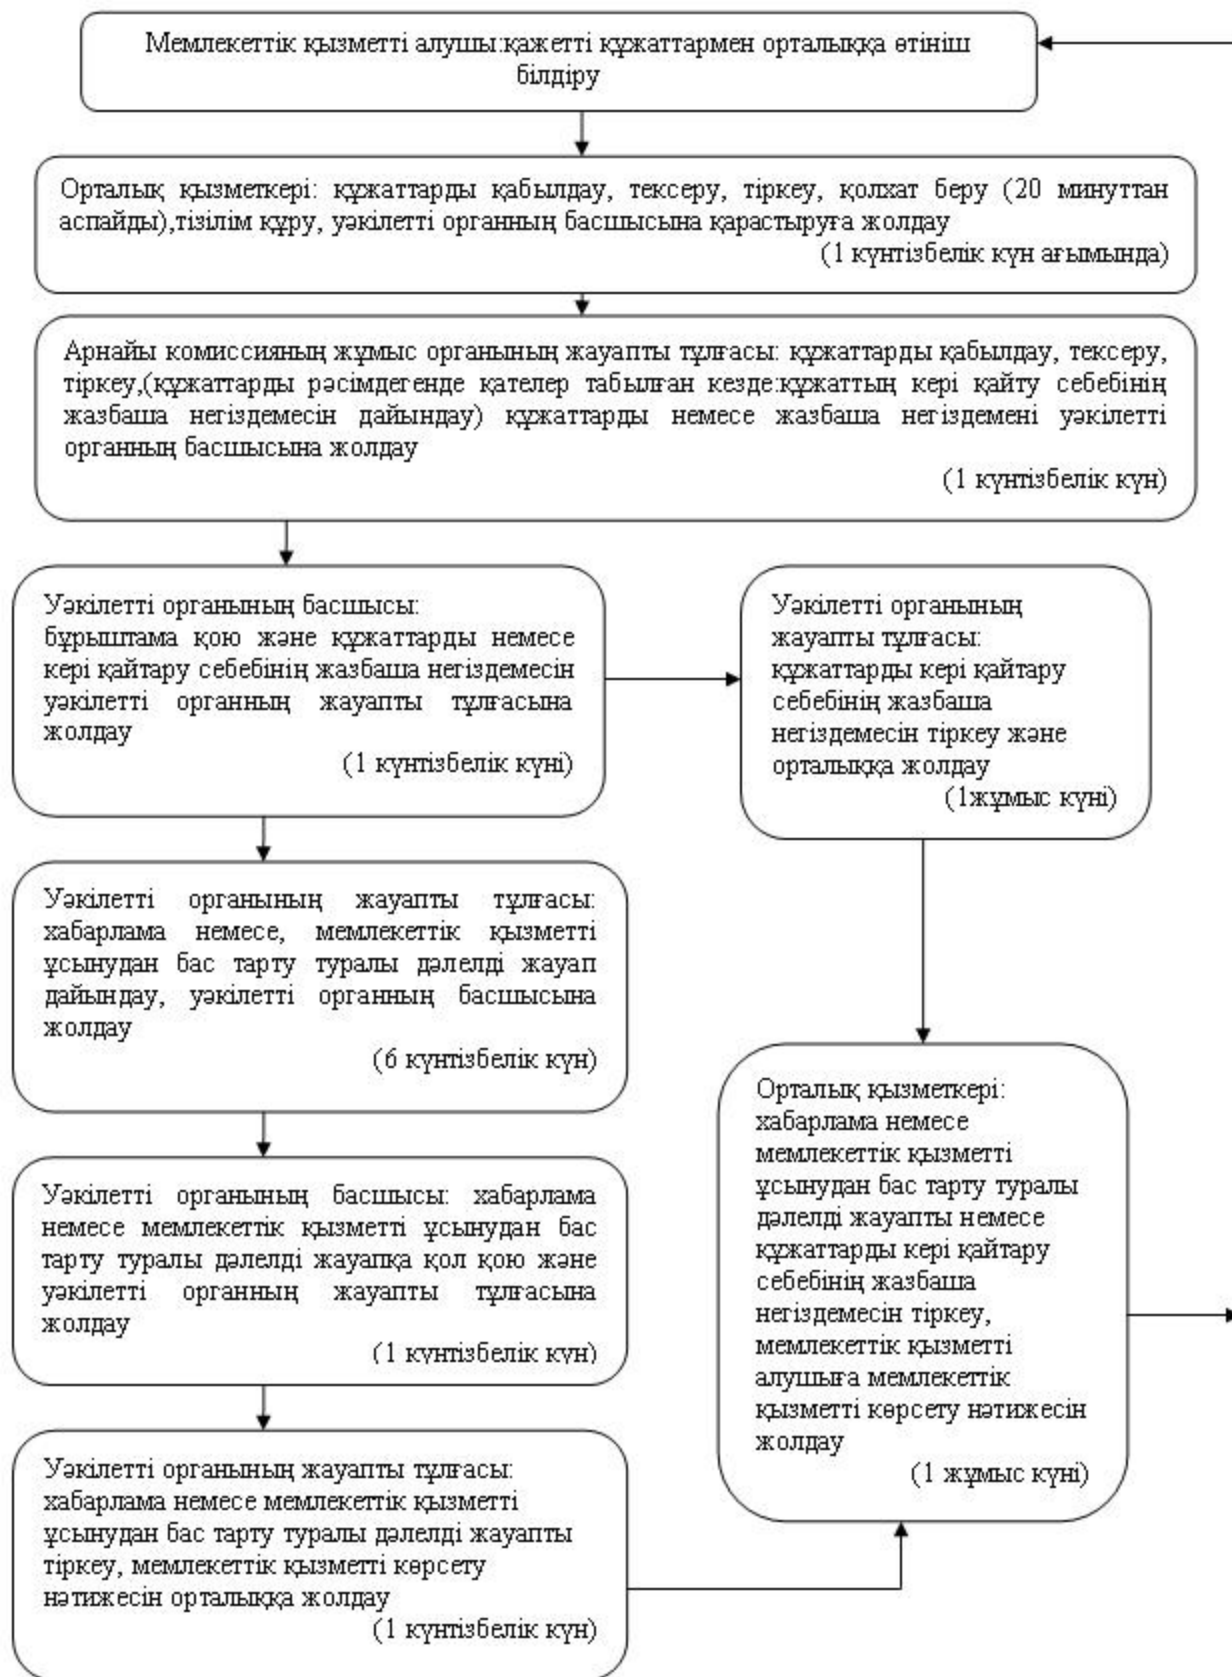 Мемлекеттік қызметті алушы:қажетті құжаттармен орталыққа өтініш
білдіру
Орталық қызметкері: құжаттарды қабылдау, тексеру, тіркеу, қолхат беру (20 минуттан
аспайды),тізілім құру, уәкілетті органның басшысына қарастыруға жолдау
(1 күнтізбелік күн ағымында)
Арнайы комиссияның жұмыс органының жауапты тұлғасы: құжаттарды қабылдау, тексеру,
тіркеу,(құжаттарды рәсімдегенде қателер табылған кезде:құжаттың кері қайту себебінің
жазбаша негіздемесін дайындау) құжаттарды немесе жазбаша негіздемені уәкілетті
органның басшысына жолдау
(1 күнтізбелік күн)
Уәкілетті органының басшысы:
бұрыштама қою және құжаттарды немесе
кері қайтару себебінің жазбаша негіздемесін
уәкілетті органның жауапты тұлғасына
жолдау
(1 күнтізбелік күні)
Уәкілетті органының
жауапты тұлғасы:
құжаттарды кері қайтару
себебінің жазбаша
негіздемесін тіркеу және
орталыққа жолдау
(1жұмыс күні)
Уәкілетті органының жауапты тұлғасы:
хабарлама немесе, мемлекеттік қызметті
ұсынудан бас тарту туралы дәлелді жауап
дайындау, уәкілетті органның басшысына
жолдау
(6 күнтізбелік күн)
Уәкілетті органының басшысы: хабарлама
немесе мемлекеттік қызметті ұсынудан бас
тарту туралы дәлелді жауапқа қол қою және
уәкілетті органның жауапты тұлғасына
жолдау
(1 күнтізбелік күн)
Уәкілетті органының жауапты тұлғасы:
хабарлама немесе мемлекеттік қызметті
ұсынудан бас тарту туралы дәлелді жауапты
тіркеу, мемлекеттік қызметті көрсету
нәтижесін орталыққа жолдау
(1 күнтізбелік күн)
Орталық қызметкері:
хабарлама немесе
мемлекеттік қызметті
ұсынудан бас тарту туралы
дәлелді жауапты немесе
құжаттарды кері қайтару
себебінің жазбаша
негіздемесін тіркеу,
мемлекеттік қызметті
алушыға мемлекеттік
қызметті көрсету нәтижесін
жолдау
(1 жұмыс күні)